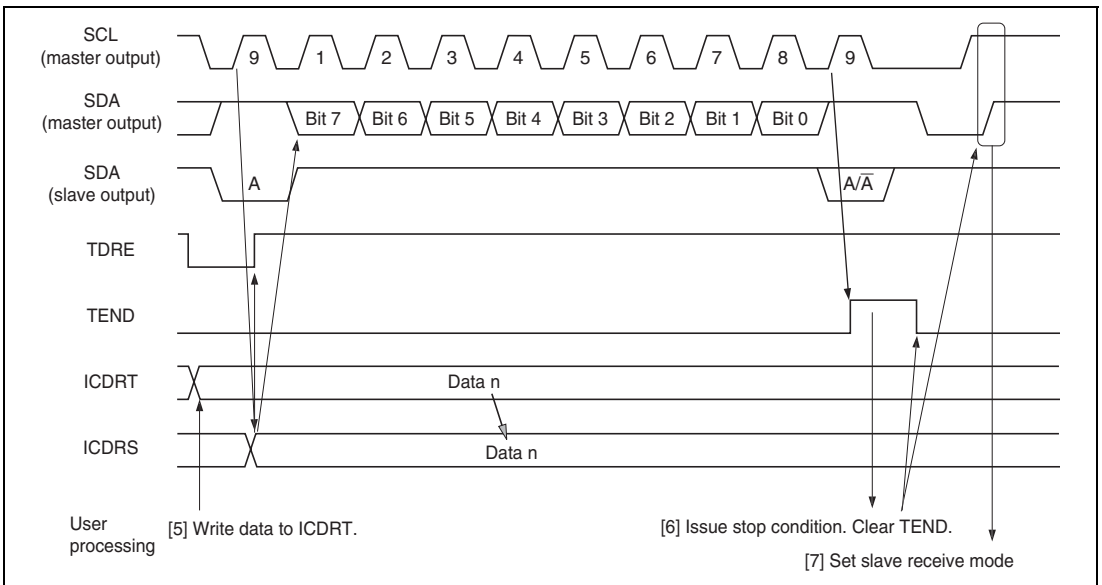 SCL
(master output)
9 1 2 3 4 5 6 7 8 9
SDA
(master output)
Bit 7 Bit 6 Bit 5 Bit 4 Bit 3 Bit 2 Bit 1 Bit 0
SDA
(slave output)
A A/A̅
TDRE
TEND
ICDRT
Data n
ICDRS
Data n
User
processing
[5] Write data to ICDRT.
[6] Issue stop condition. Clear TEND.
[7] Set slave receive mode